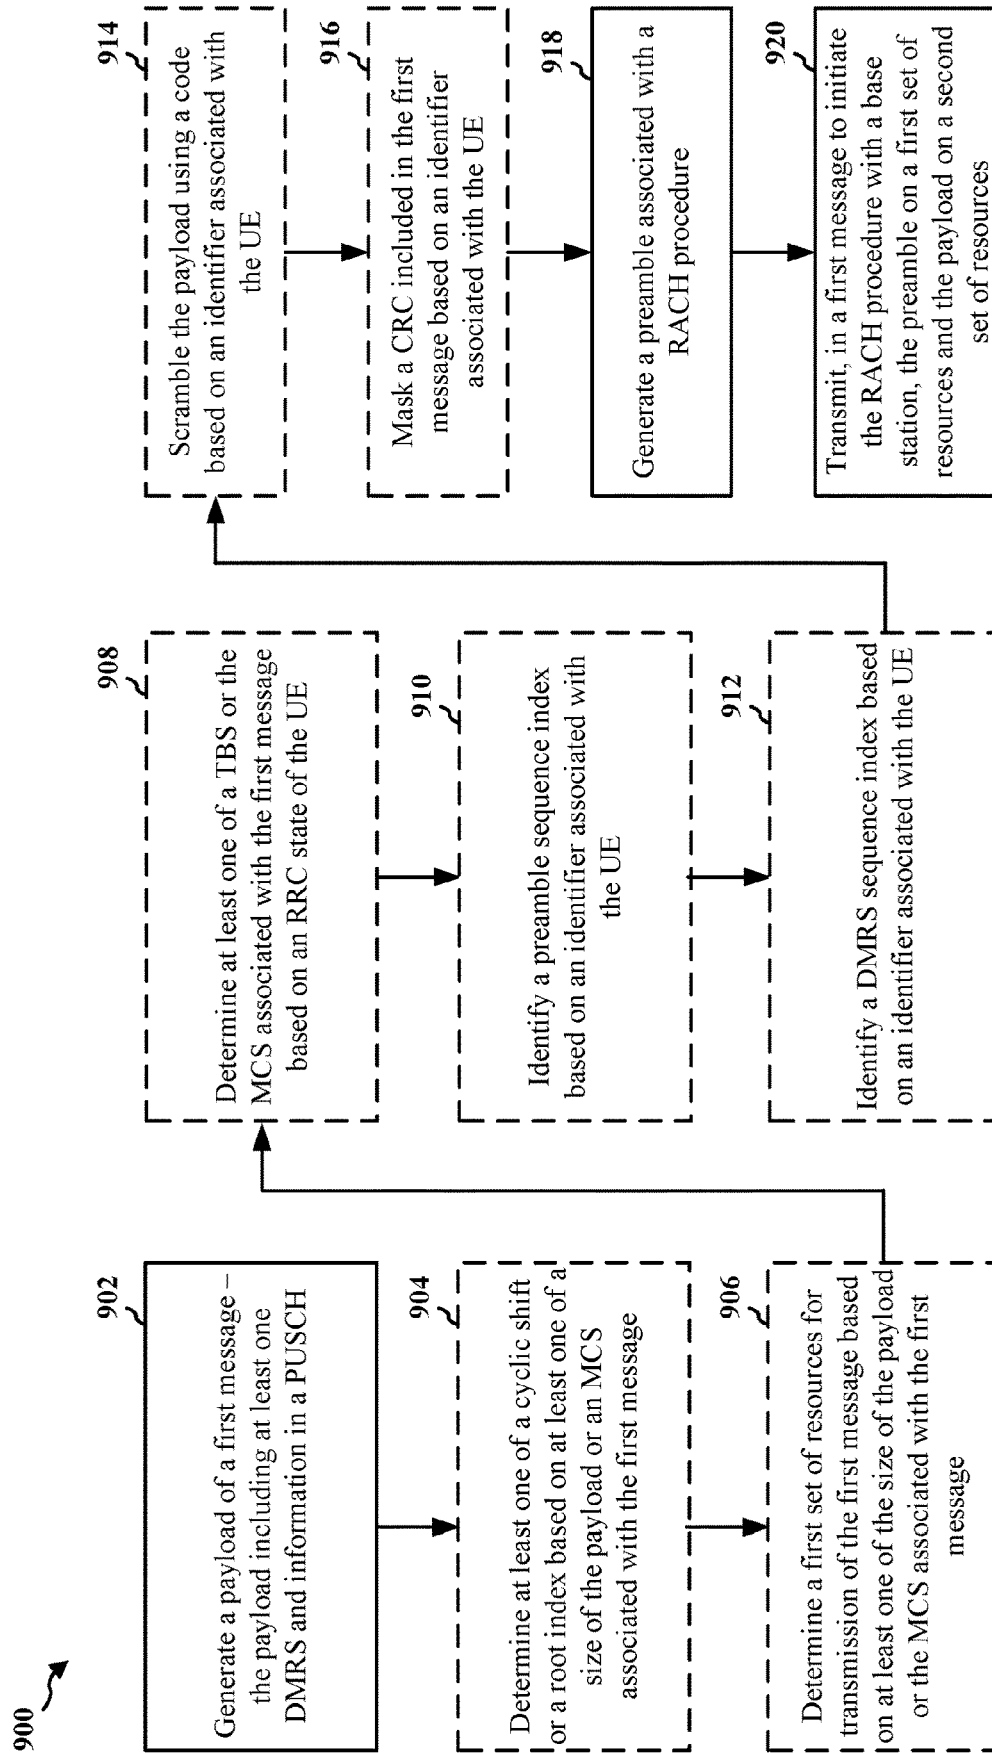 900
902
Generate a payload of a first message –
the payload including at least one
DMRS and information in a PUSCH
904
Determine at least one of a cyclic shift
or a root index based on at least one of a
size of the payload or an MCS
associated with the first message
906
Determine a first set of resources for
transmission of the first message based
on at least one of the size of the payload
or the MCS associated with the first
message
908
Determine at least one of a TBS or the
MCS associated with the first message
based on an RRC state of the UE
910
Identify a preamble sequence index
based on an identifier associated with
the UE
912
Identify a DMRS sequence index based
on an identifier associated with the UE
914
Scramble the payload using a code
based on an identifier associated with
the UE
916
Mask a CRC included in the first
message based on an identifier
associated with the UE
918
Generate a preamble associated with a
RACH procedure
920
Transmit, in a first message to initiate
the RACH procedure with a base
station, the preamble on a first set of
resources and the payload on a second
set of resources